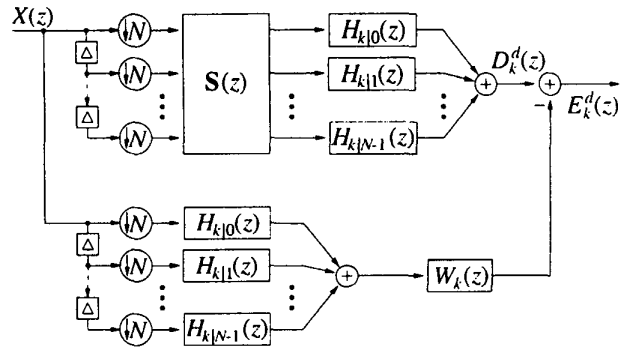 X(z)
↓N
S(z)
H_{k|0}(z)
Δ
↓N
H_{k|1}(z)
+
D_k^d(z)
+
−
E_k^d(z)
Δ
↓N
H_{k|N-1}(z)
↓N
H_{k|0}(z)
Δ
↓N
H_{k|1}(z)
+
W_k(z)
Δ
↓N
H_{k|N-1}(z)